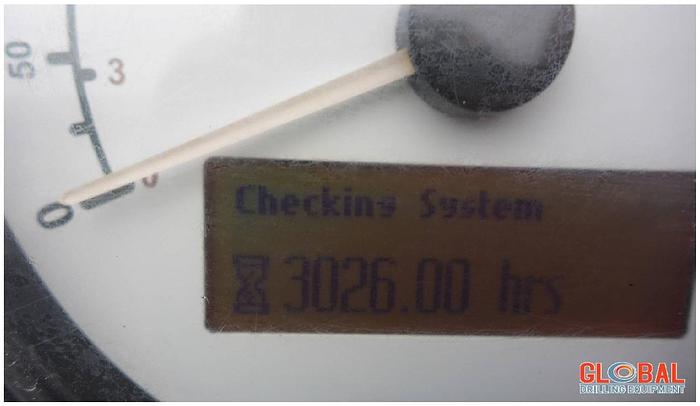 50
3
0
0
Checking System
3026.00 hrs
GLOBAL
DRILLING EQUIPMENT